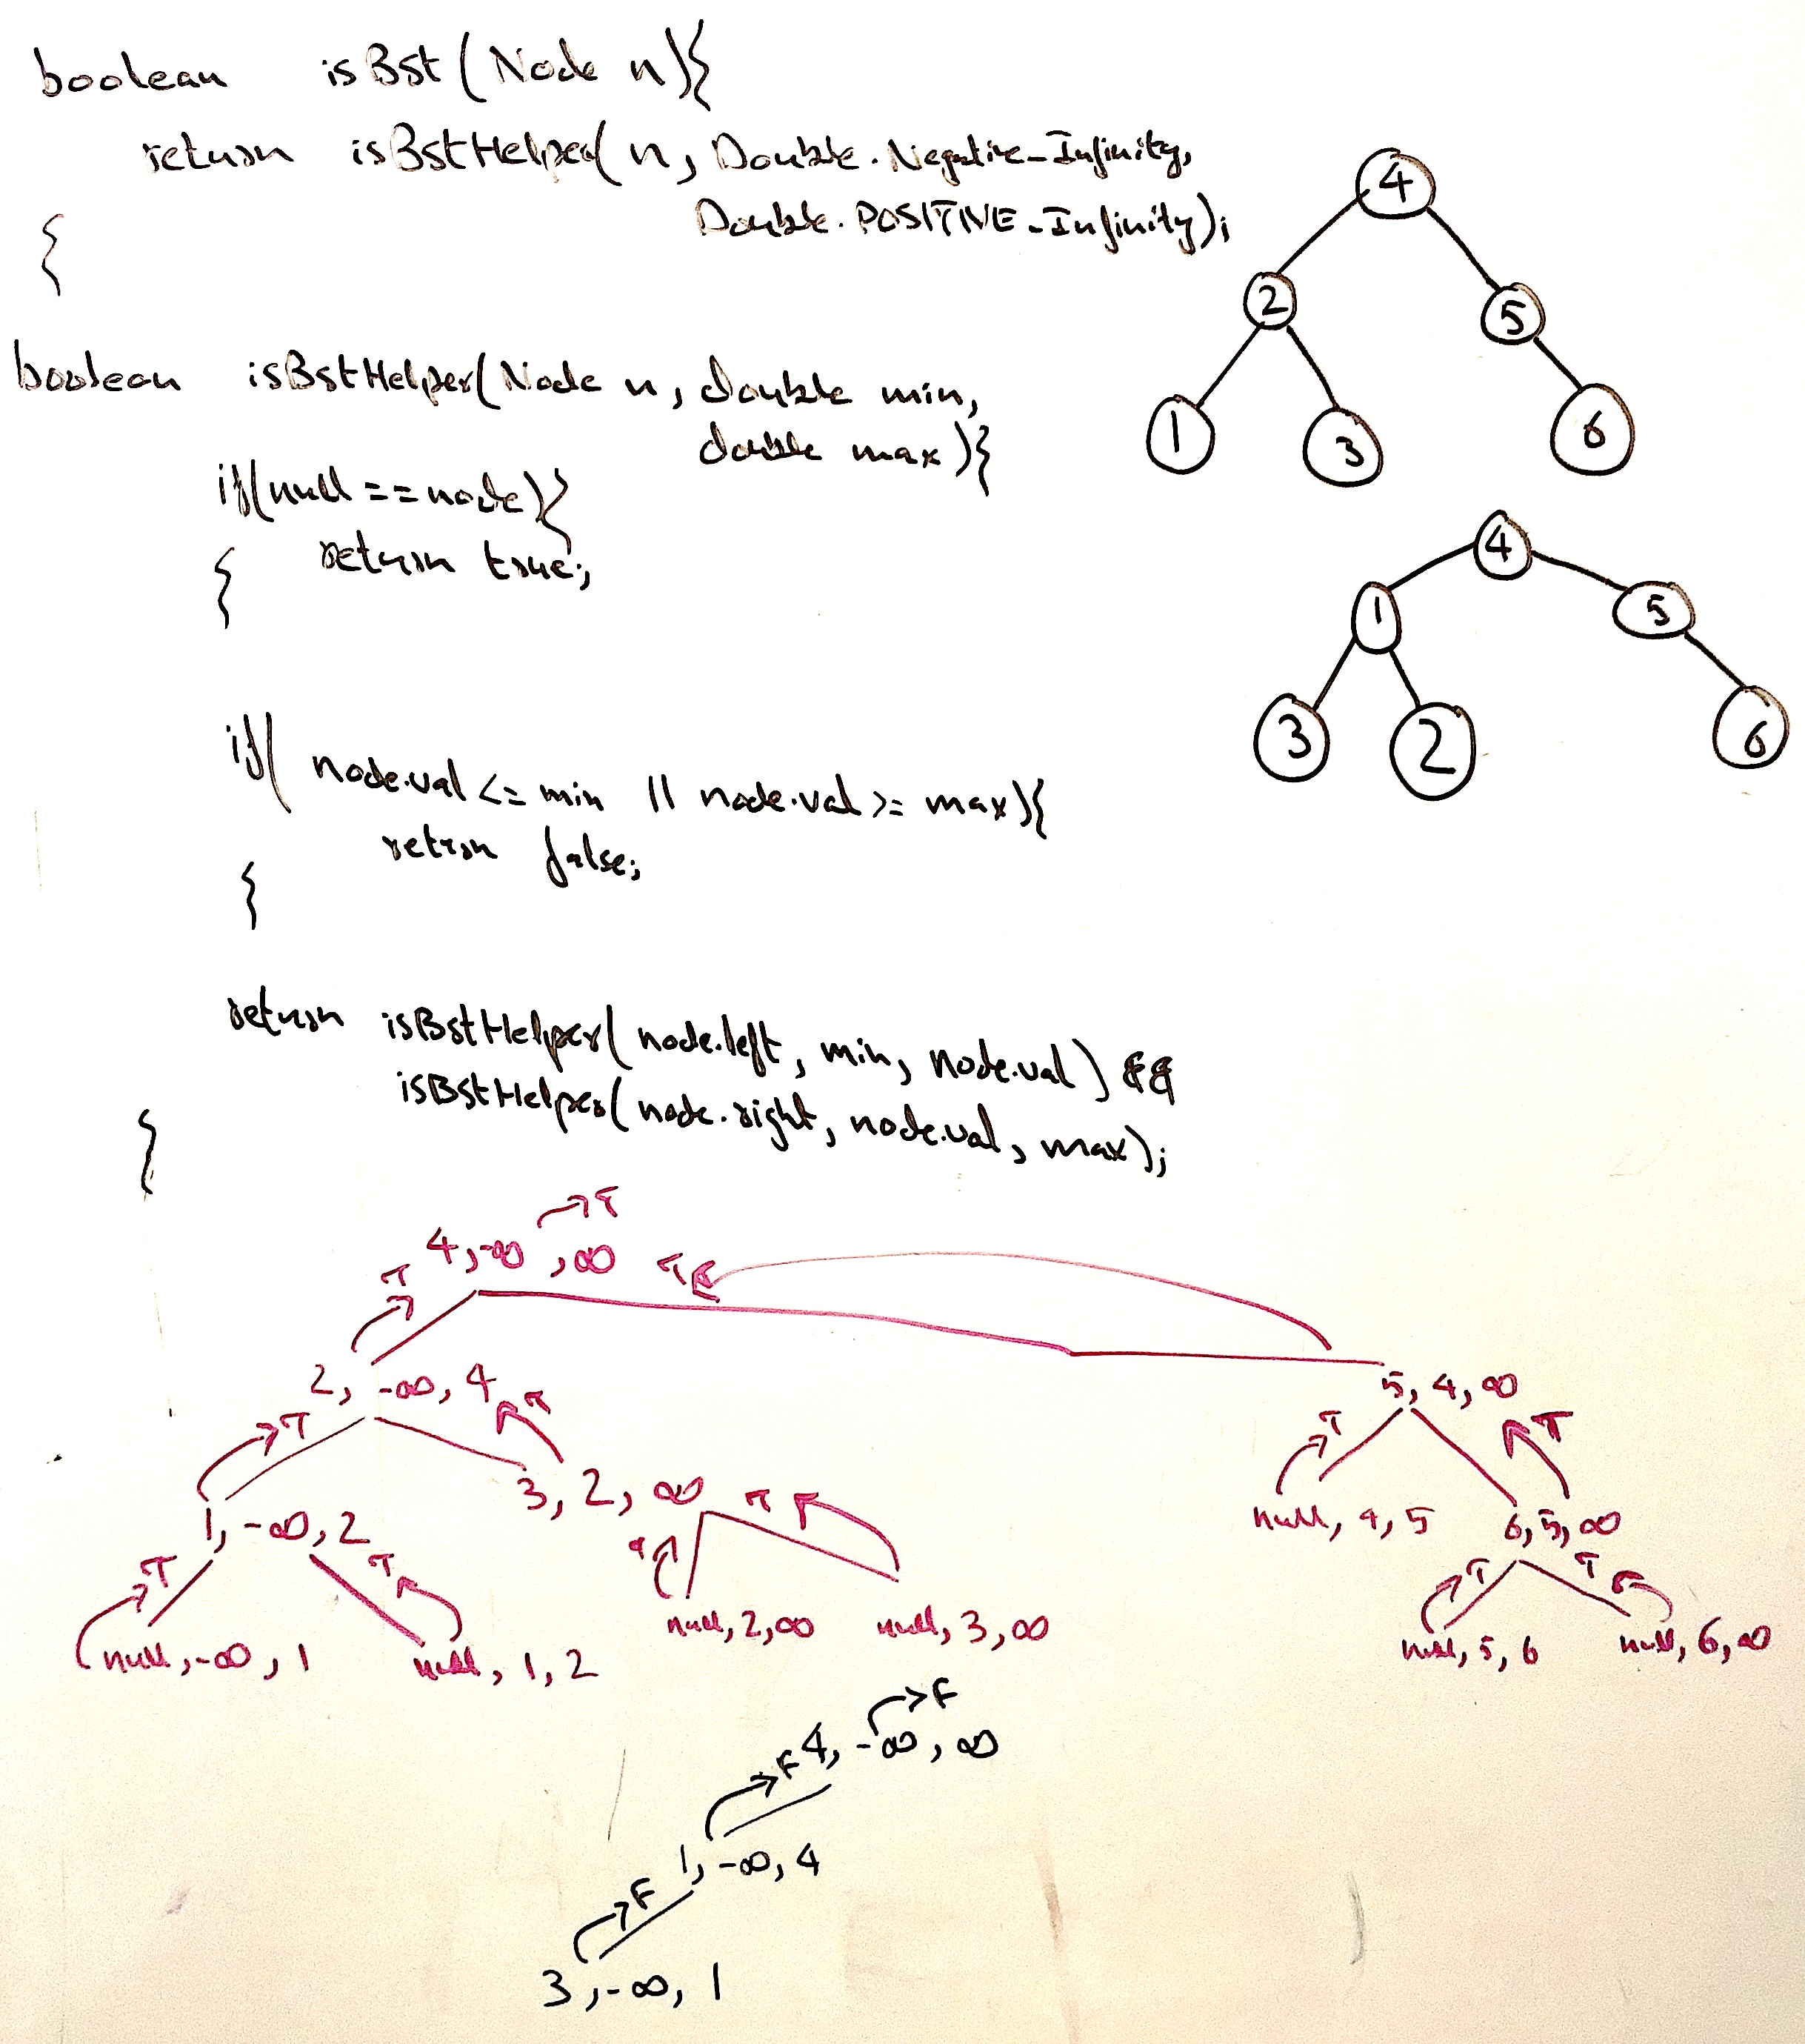 boolean isBst(Node n){
return isBstHelper(n, Double.Negative_Infinity,
Double.POSITIVE_Infinity);
{
boolean isBstHelper(Node n, double min,
double max){
if(null==node){
return true;
{
if( node.val <= min || node.val >= max){
return false;
{
return isBstHelper(node.left, min, node.val) &&
isBstHelper(node.right, node.val, max);
{
4
2
5
1
3
6
4
1
5
3
2
6
T
4, -∞, ∞
T
T
2, -∞, 4
T
5, 4, ∞
T
T
T
3, 2, ∞
T
1, -∞, 2
null, 4, 5
6, 5, ∞
T
T
T
T
T
null, -∞, 1
null, 1, 2
null, 2, ∞
null, 3, ∞
null, 5, 6
null, 6, ∞
F
F
4, -∞, ∞
1, -∞, 4
F
3, -∞, 1